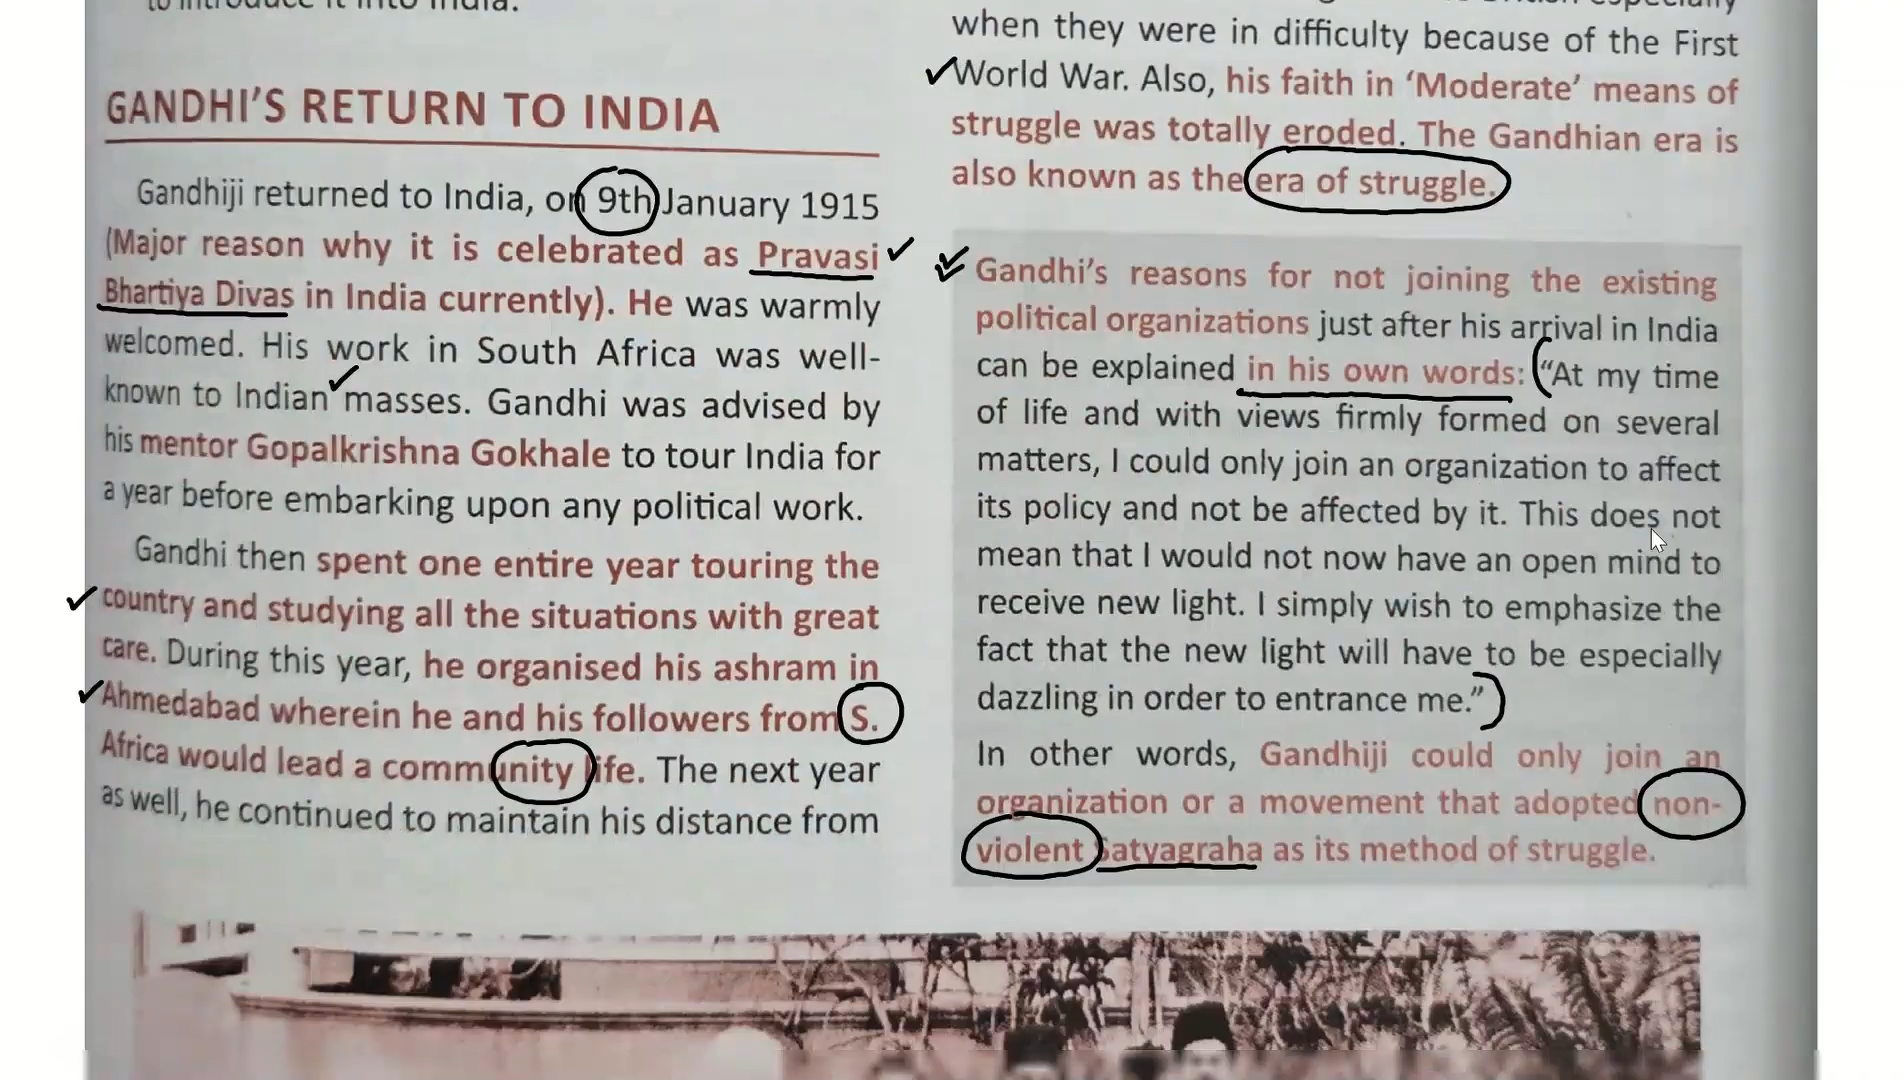 to introduce it into India.
GANDHI'S RETURN TO INDIA
Gandhiji returned to India, on 9th January 1915
(Major reason why it is celebrated as Pravasi
Bhartiya Divas in India currently). He was warmly
welcomed. His work in South Africa was well-
known to Indian masses. Gandhi was advised by
his mentor Gopalkrishna Gokhale to tour India for
a year before embarking upon any political work.
Gandhi then spent one entire year touring the
country and studying all the situations with great
care. During this year, he organised his ashram in
Ahmedabad wherein he and his followers from S.
Africa would lead a community life. The next year
as well, he continued to maintain his distance from
especially
when they were in difficulty because of the First
World War. Also, his faith in ‘Moderate’ means of
struggle was totally eroded. The Gandhian era is
also known as the era of struggle.
Gandhi's reasons for not joining the existing
political organizations just after his arrival in India
can be explained in his own words: “At my time
of life and with views firmly formed on several
matters, I could only join an organization to affect
its policy and not be affected by it. This does not
mean that I would not now have an open mind to
receive new light. I simply wish to emphasize the
fact that the new light will have to be especially
dazzling in order to entrance me.”
In other words, Gandhiji could only join an
organization or a movement that adopted non-
violent Satyagraha as its method of struggle.